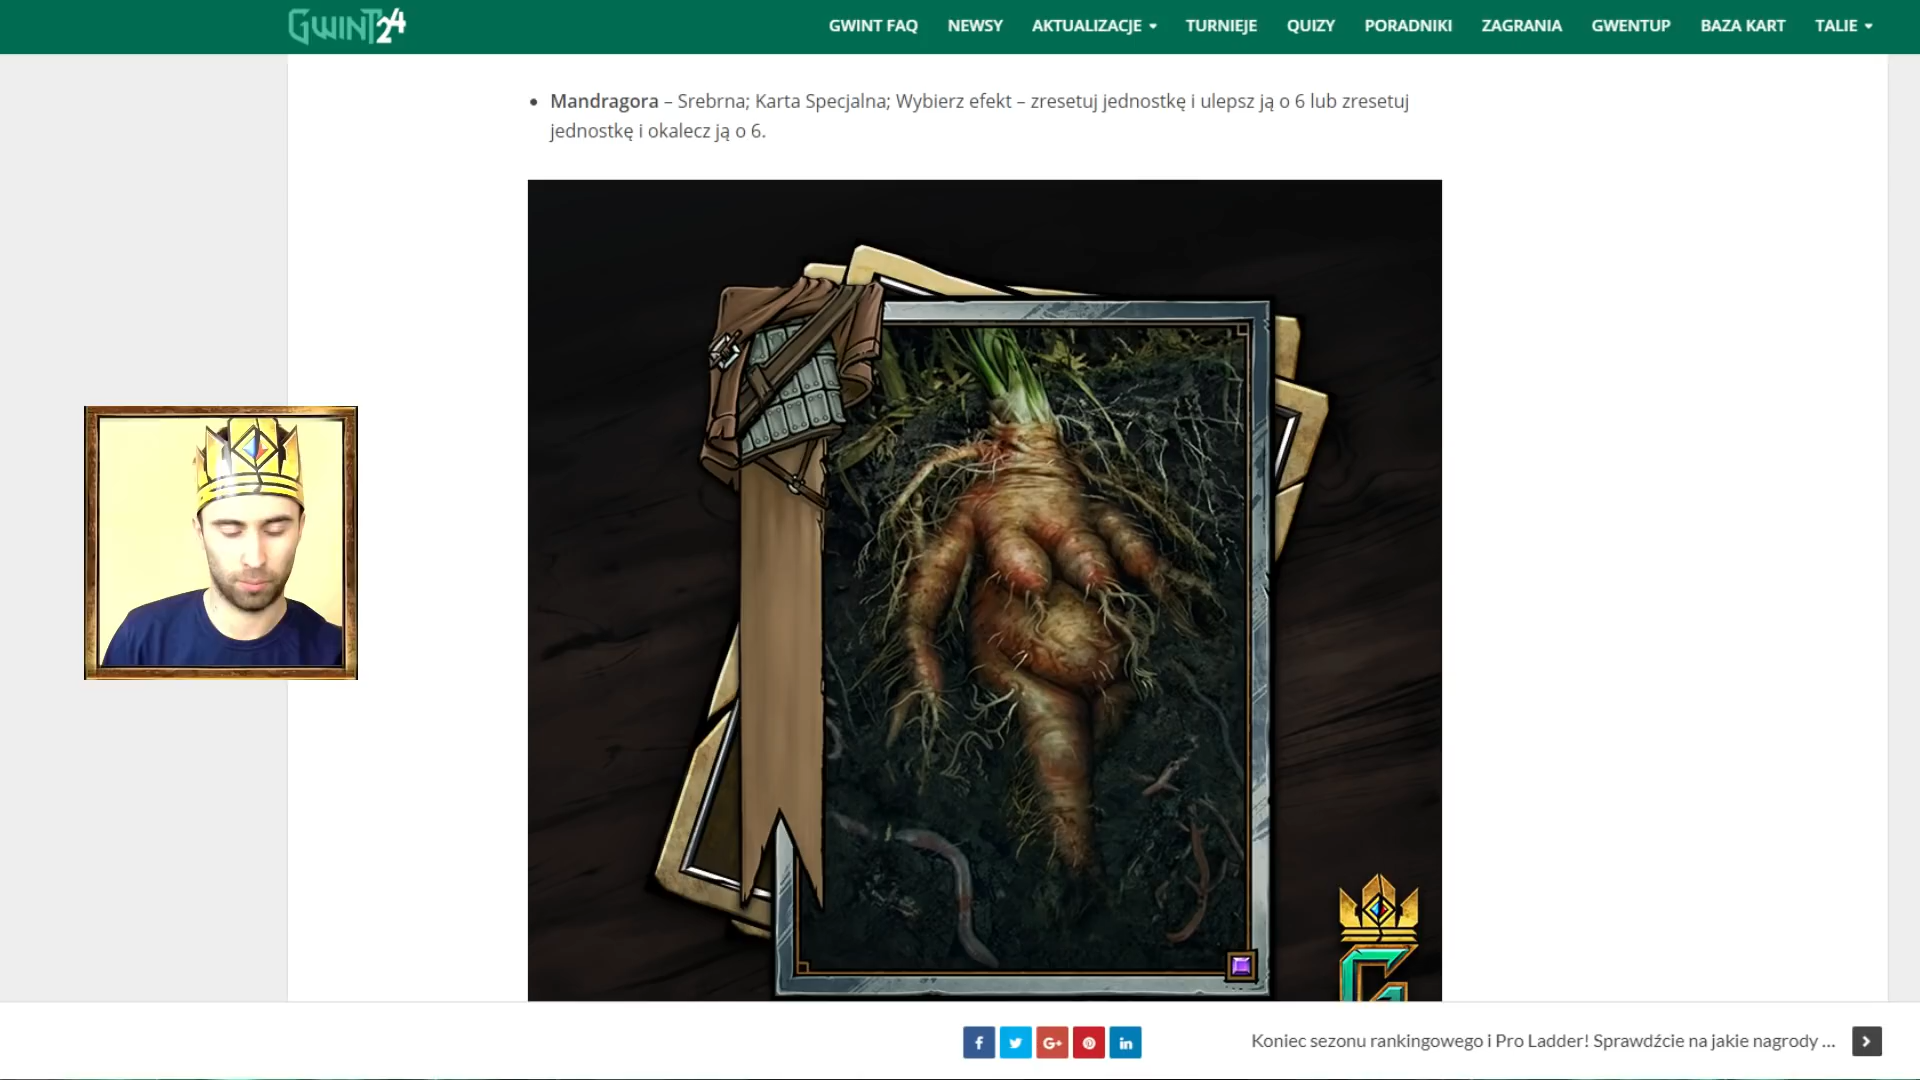 GWINT24
GWINT FAQ
NEWSY
AKTUALIZACJE
TURNIEJE
QUIZY
PORADNIKI
ZAGRANIA
GWENTUP
BAZA KART
TALIE
Mandragora – Srebrna; Karta Specjalna; Wybierz efekt – zresetuj jednostkę i ulepsz ją o 6 lub zresetuj
jednostkę i okalecz ją o 6.
Koniec sezonu rankingowego i Pro Ladder! Sprawdźcie na jakie nagrody ...